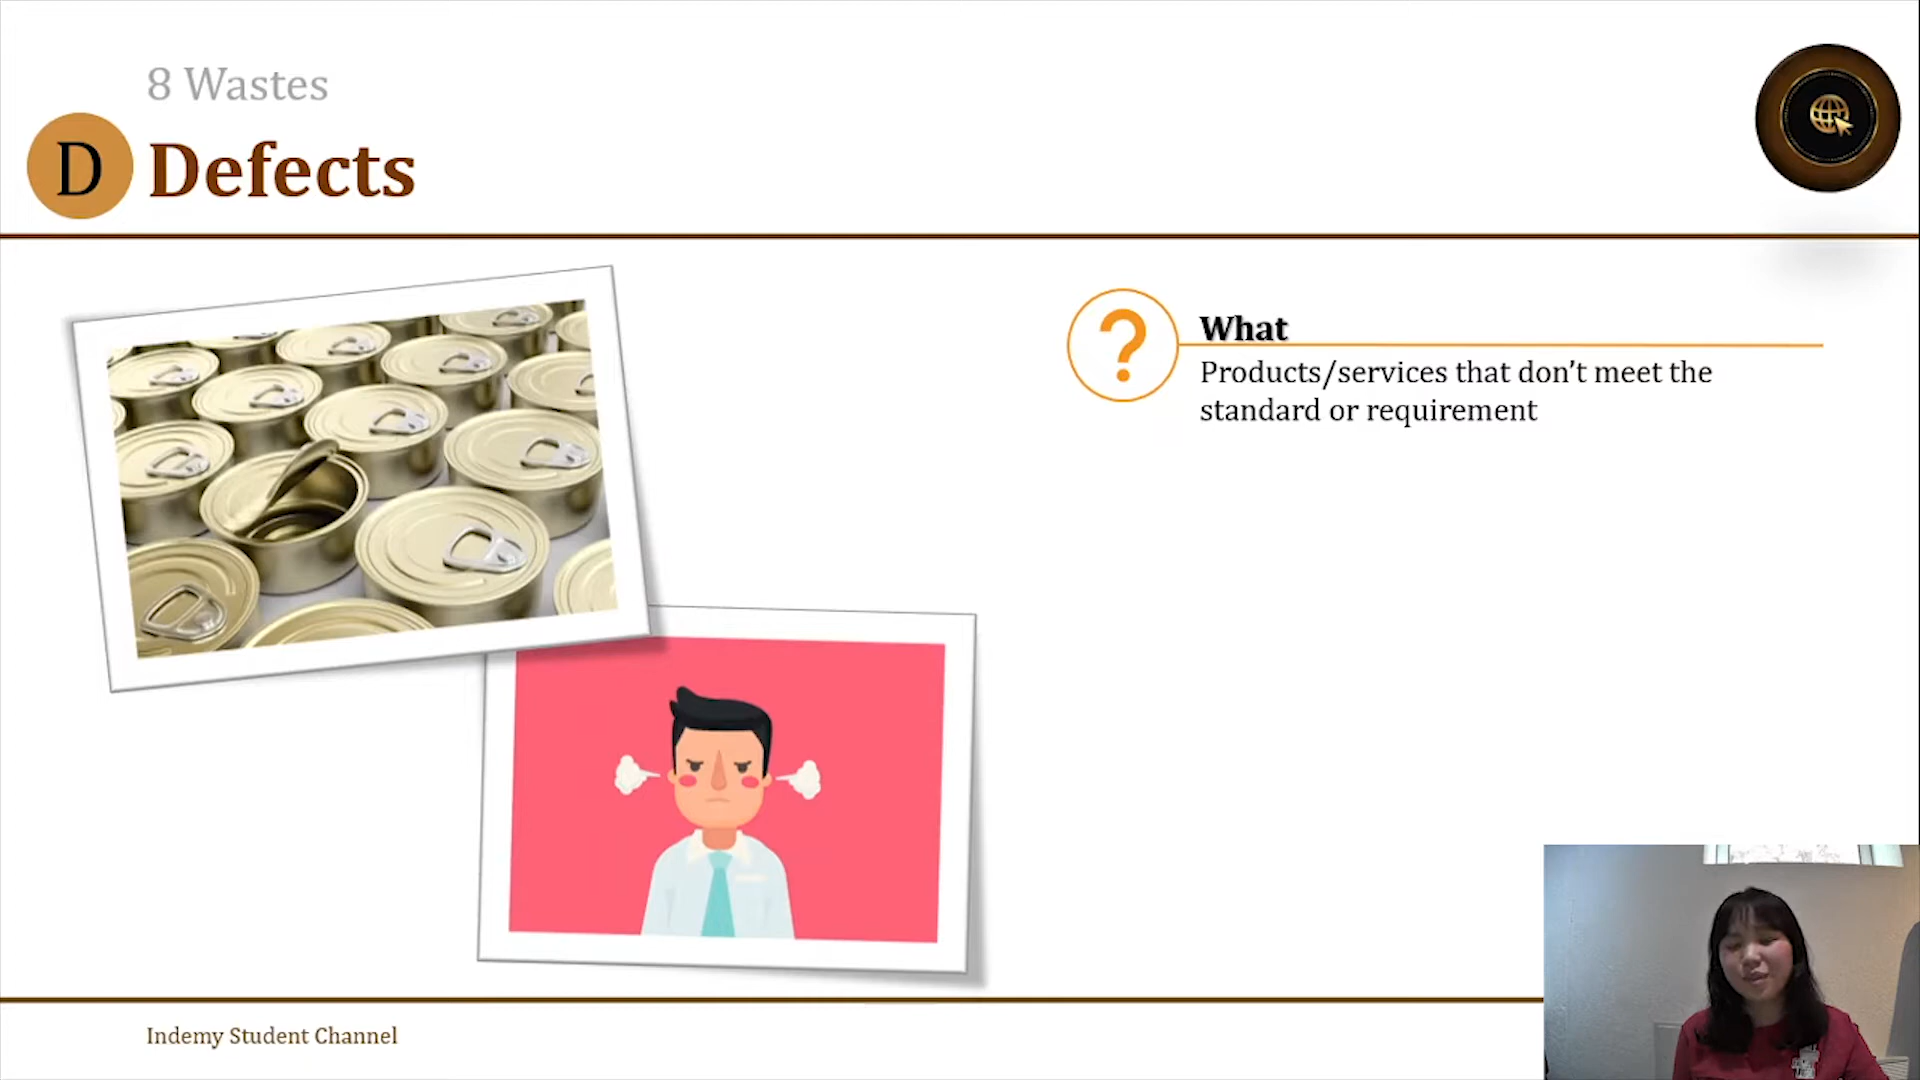 8 Wastes
D
Defects
?
What
Products/services that don’t meet the
standard or requirement
Indemy Student Channel